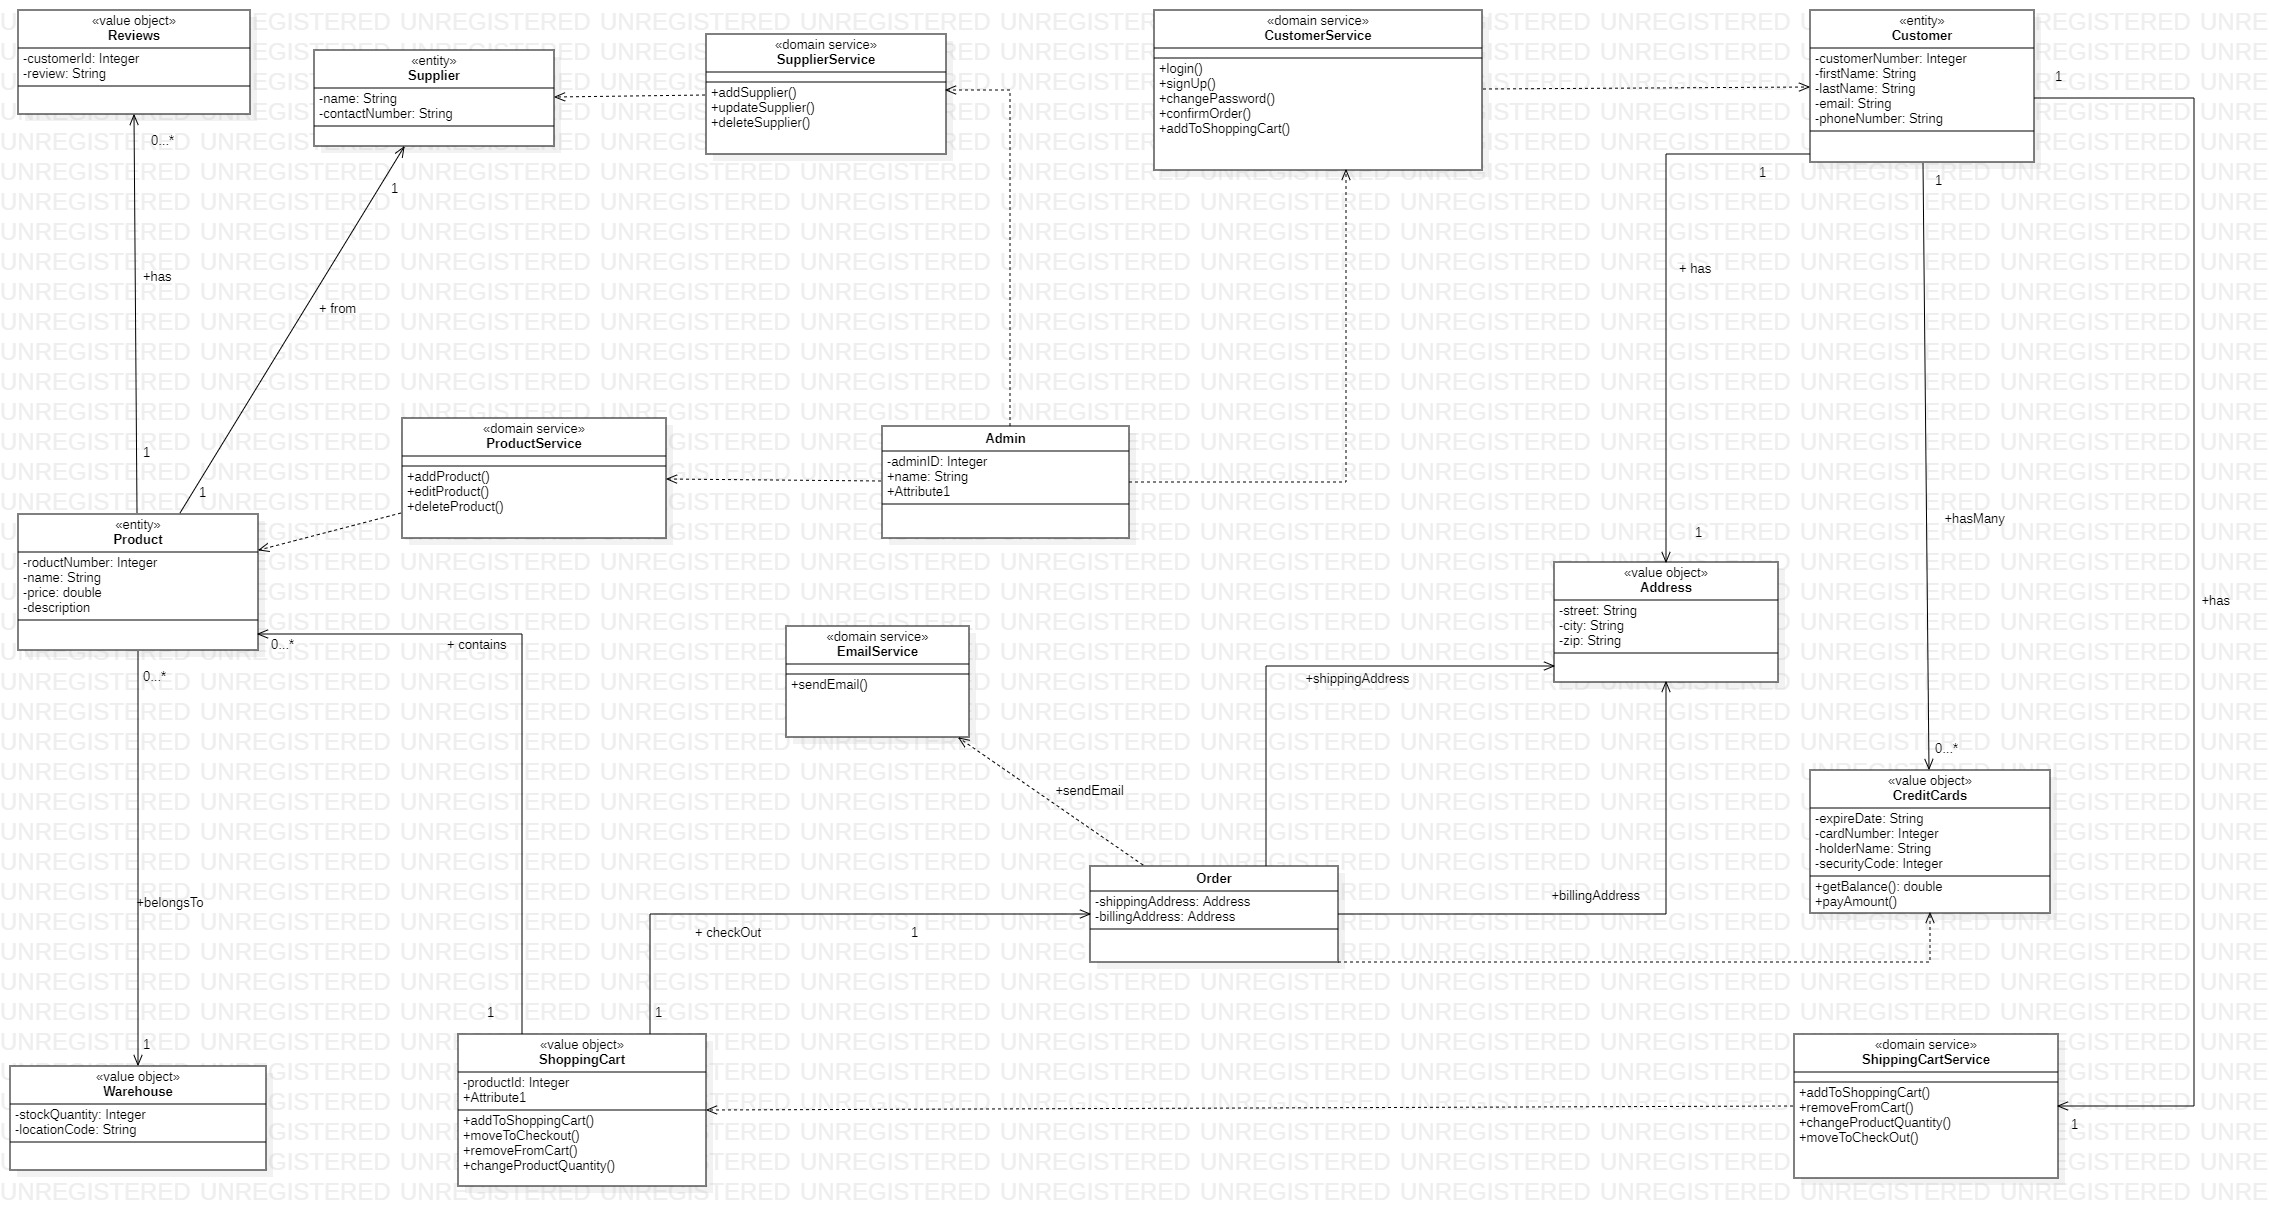 «value object»
Reviews
-customerId: Integer
-review: String
«entity»
Supplier
-name: String
-contactNumber: String
«domain service»
SupplierService
+addSupplier()
+updateSupplier()
+deleteSupplier()
«domain service»
CustomerService
+login()
+signUp()
+changePassword()
+confirmOrder()
+addToShoppingCart()
«entity»
Customer
-customerNumber: Integer
-firstName: String
-lastName: String
-email: String
-phoneNumber: String
1
0...*
1
1
1
+has
+ from
+ has
1
1
«domain service»
ProductService
+addProduct()
+editProduct()
+deleteProduct()
Admin
-adminID: Integer
+name: String
+Attribute1
+hasMany
1
«entity»
Product
-roductNumber: Integer
-name: String
-price: double
-description
«value object»
Address
-street: String
-city: String
-zip: String
+has
0...*
+ contains
0...*
«domain service»
EmailService
+sendEmail()
+shippingAddress
0...*
+sendEmail
«value object»
CreditCards
-expireDate: String
-cardNumber: Integer
-holderName: String
-securityCode: Integer
+getBalance(): double
+payAmount()
Order
-shippingAddress: Address
-billingAddress: Address
+billingAddress
+belongsTo
+ checkOut
1
1
1
1
«value object»
Warehouse
-stockQuantity: Integer
-locationCode: String
«value object»
ShoppingCart
-productId: Integer
+Attribute1
+addToShoppingCart()
+moveToCheckout()
+removeFromCart()
+changeProductQuantity()
«domain service»
ShippingCartService
+addToShoppingCart()
+removeFromCart()
+changeProductQuantity()
+moveToCheckOut()
1
UNREGISTERED